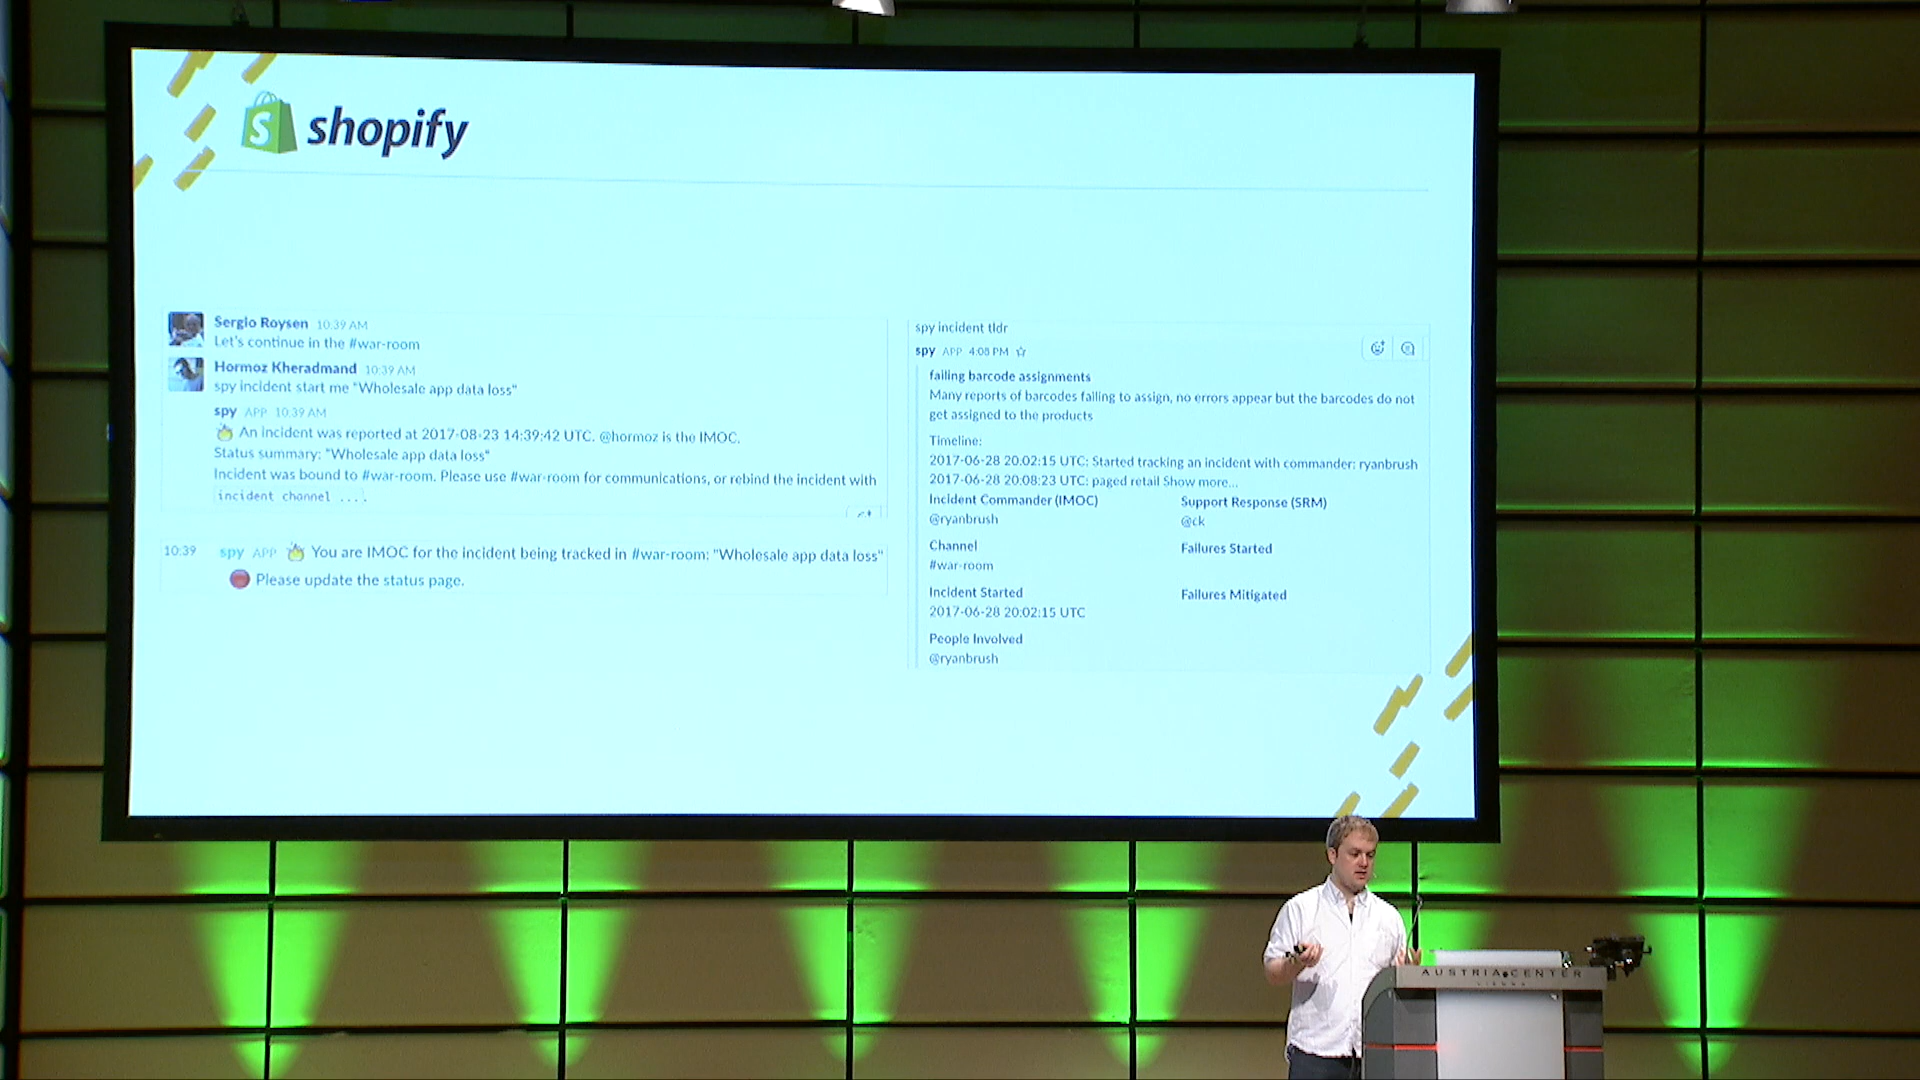 shopify
Sergio Roysen 10:39 AM
Let's continue in the #war-room
Hormoz Kheradmand 10:39 AM
spy incident start me "Wholesale app data loss"
spy APP 10:39 AM
An incident was reported at 2017-08-23 14:39:42 UTC. @hormoz is the IMOC.
Status summary: "Wholesale app data loss"
Incident was bound to #war-room. Please use #war-room for communications, or rebind the incident with
incident channel ....
10:39 spy APP You are IMOC for the incident being tracked in #war-room: "Wholesale app data loss"
Please update the status page.
spy incident tldr
spy APP 4:08 PM
failing barcode assignments
Many reports of barcodes failing to assign, no errors appear but the barcodes do not
get assigned to the products
Timeline:
2017-06-28 20:02:15 UTC: Started tracking an incident with commander: ryanbrush
2017-06-28 20:08:23 UTC: paged retail Show more...
Incident Commander (IMOC)
@ryanbrush
Support Response (SRM)
@ck
Channel
#war-room
Failures Started
Incident Started
2017-06-28 20:02:15 UTC
Failures Mitigated
People Involved
@ryanbrush
AUSTRIA CENTER
VIENNA